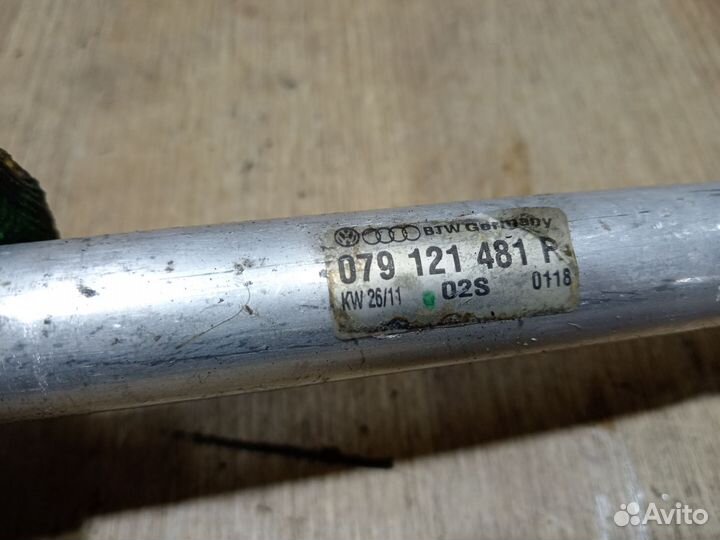 BTW Germany
079 121 481 R
KW 26/11 02S 0118
Avito